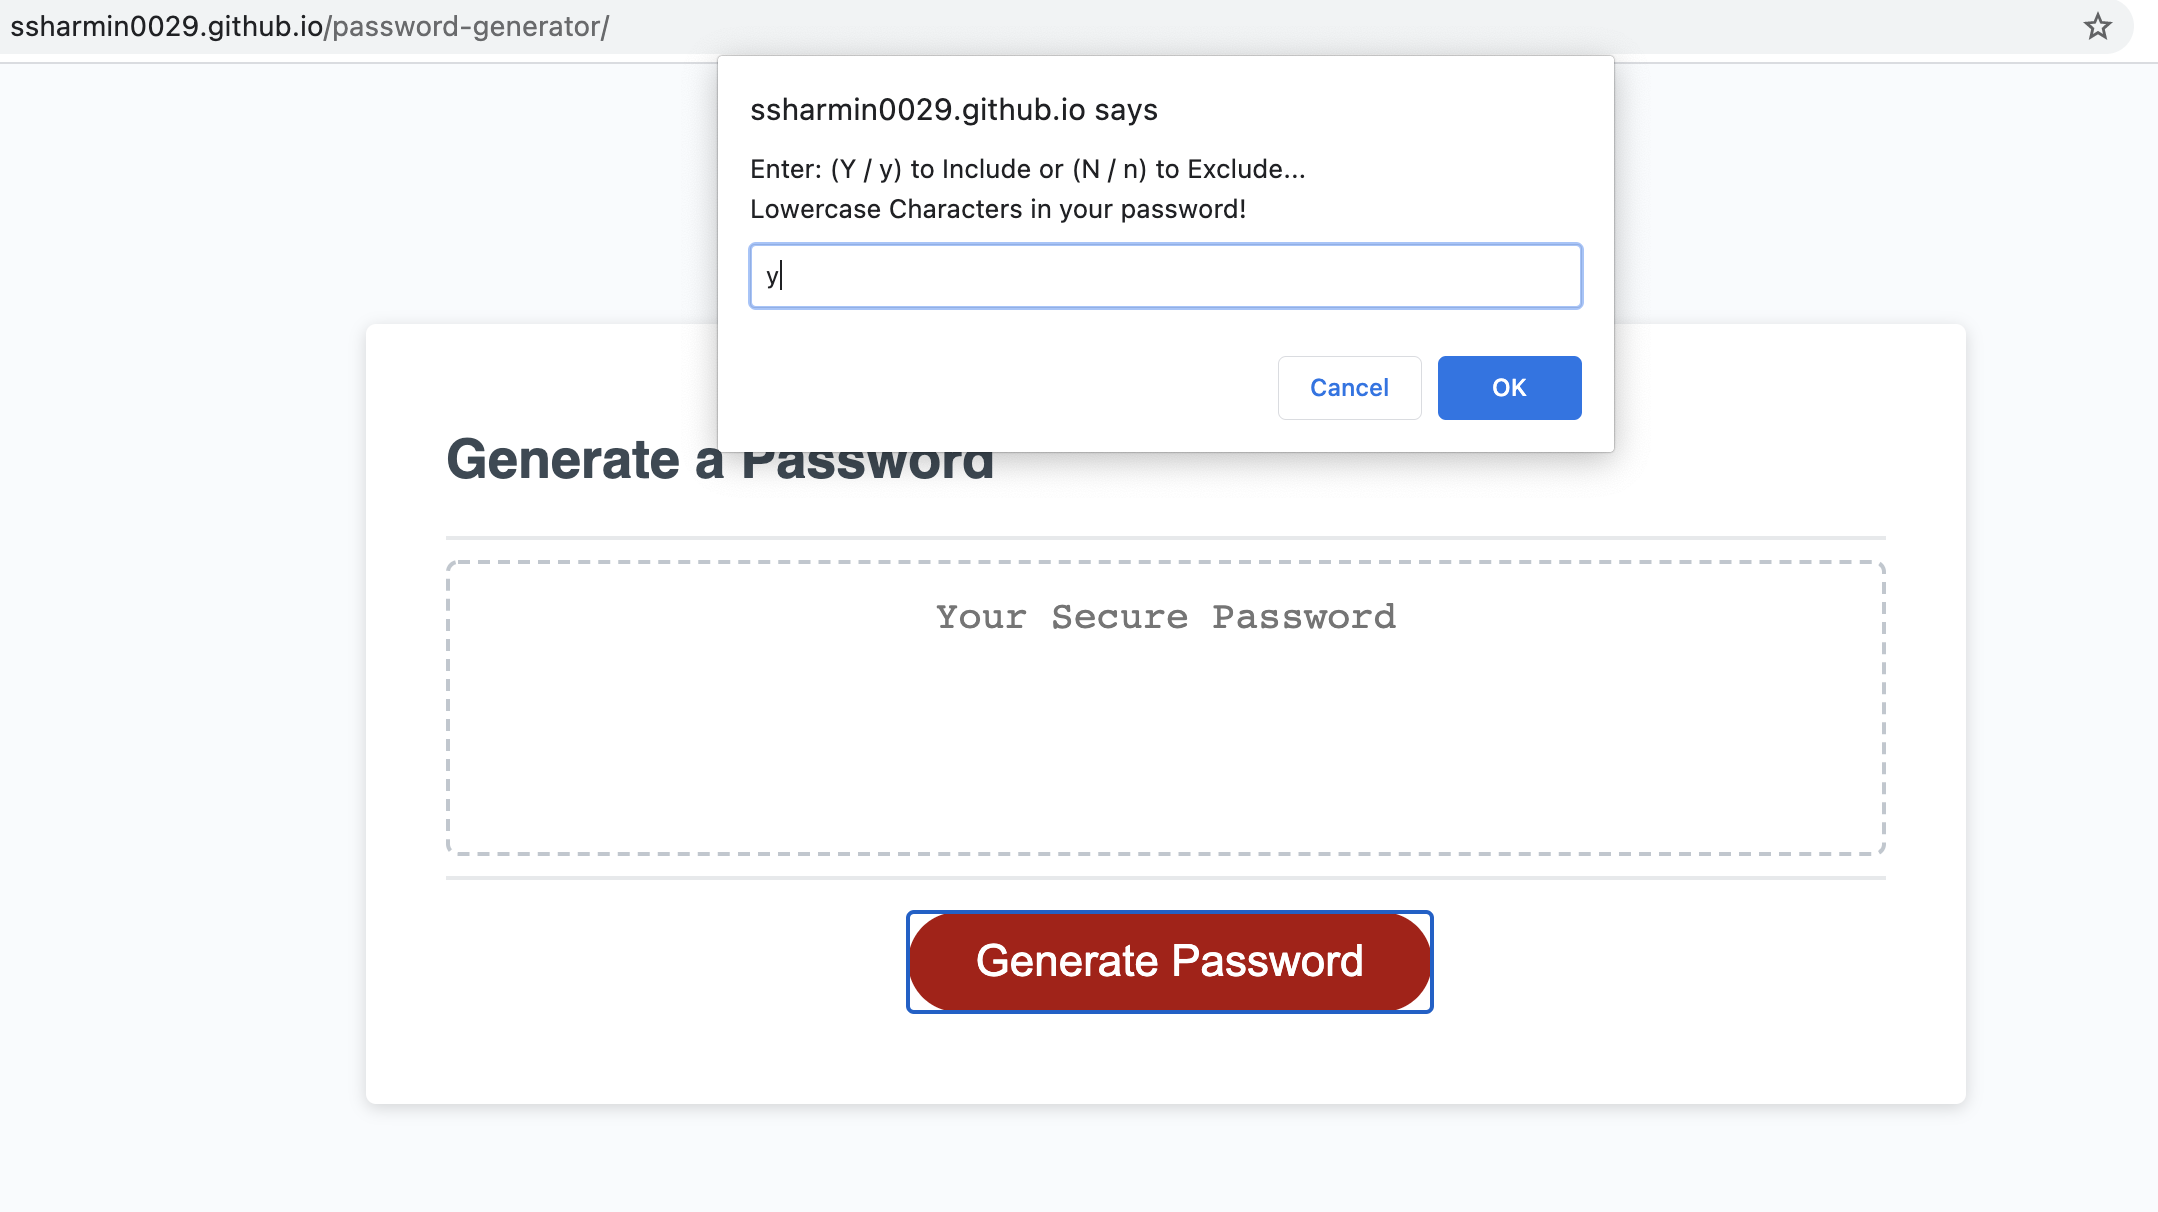 ssharmin0029.github.io/password-generator/
ssharmin0029.github.io says
Enter: (Y / y) to Include or (N / n) to Exclude...
Lowercase Characters in your password!
y
Cancel
OK
Generate a Password
Your Secure Password
Generate Password